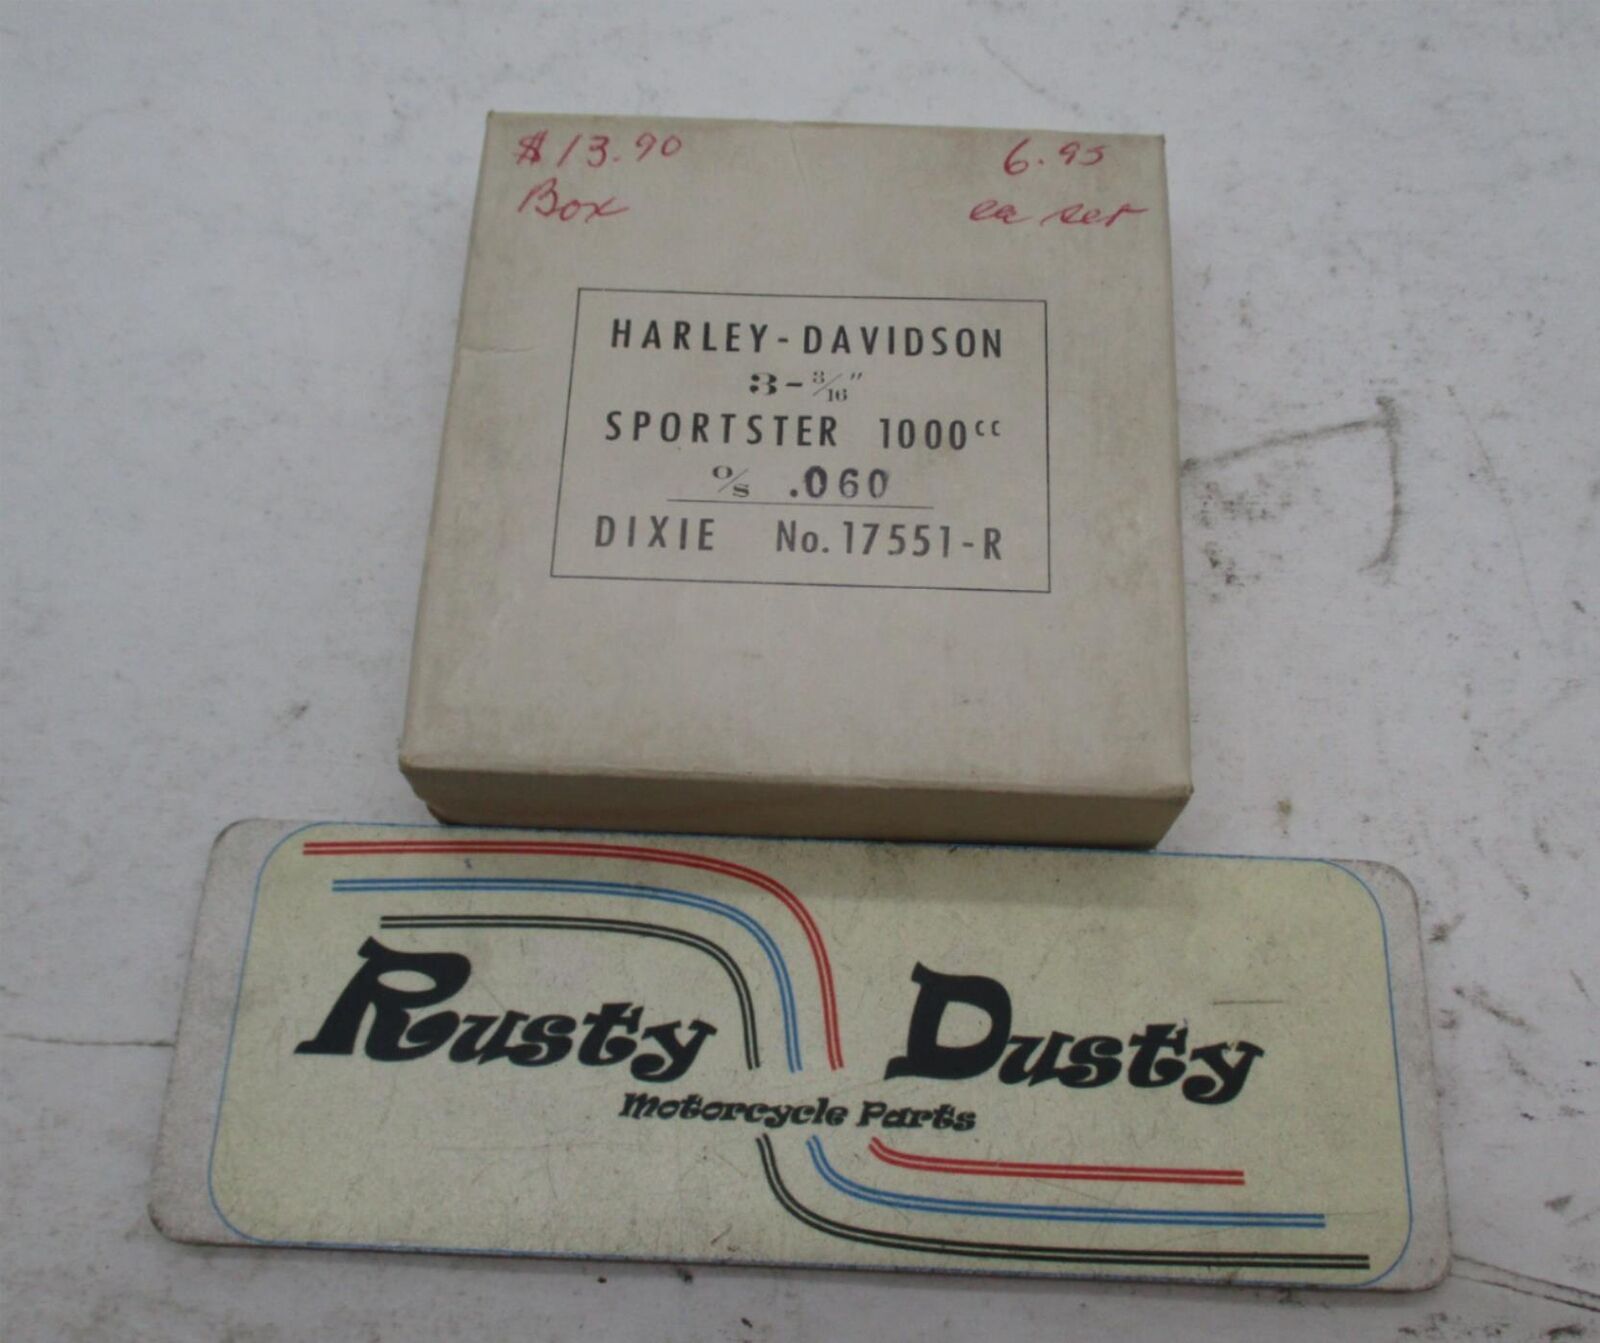 $13.90 6.95
Box ea set
HARLEY-DAVIDSON
3-3/16"
SPORTSTER 1000cc
O/S .060
DIXIE No. 17551-R
Rusty Dusty
Motorcycle Parts